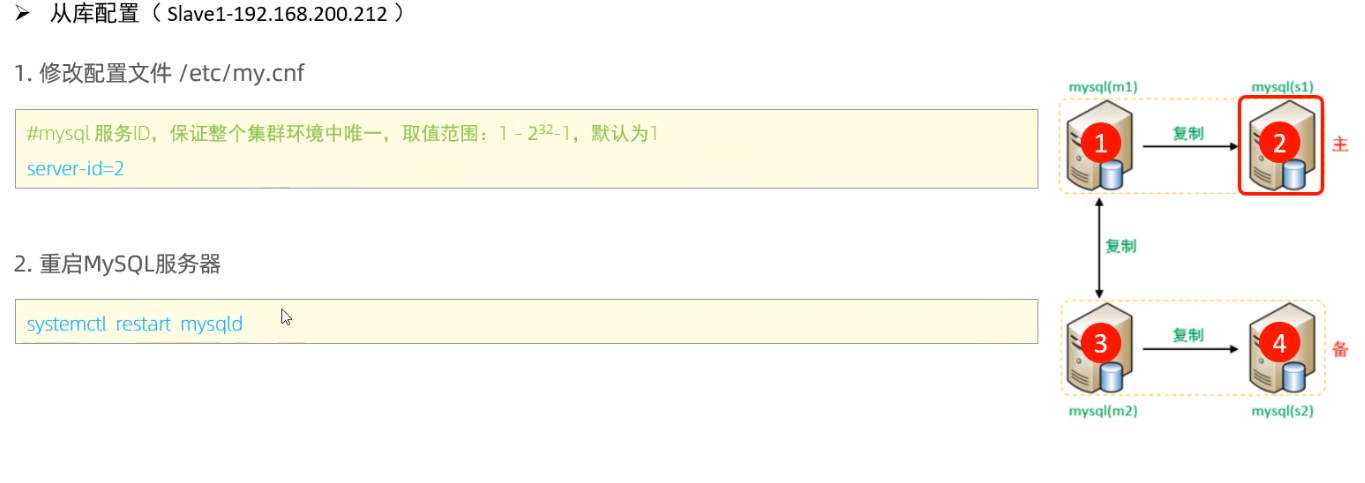 ➢ 从库配置（ Slave1-192.168.200.212 ）
1. 修改配置文件 /etc/my.cnf
#mysql 服务ID，保证整个集群环境中唯一，取值范围：1 – 2³²-1，默认为1
server-id=2
2. 重启MySQL服务器
systemctl restart mysqld
mysql(m1) mysql(s1)
1 复制 2 主
复制
3 复制 4 备
mysql(m2) mysql(s2)